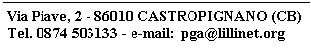 Via Piave, 2 - 86010 CASTROPIGNANO (CB)
Tel. 0874 503133 - e-mail: pga@lillinet.org